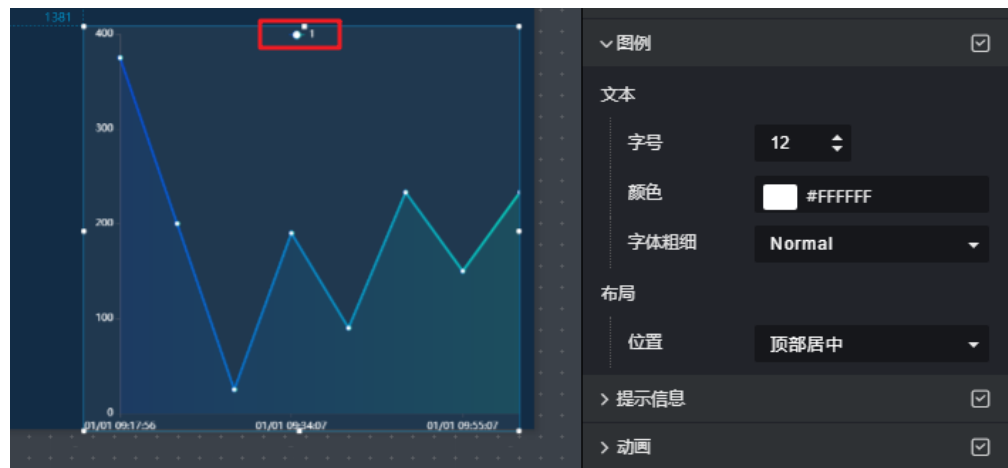 1381
400
1
300
200
100
0
01/01 09:17:56
01/01 09:34:07
01/01 09:55:07
图例
文本
字号
12
颜色
#FFFFFF
字体粗细
Normal
布局
位置
顶部居中
提示信息
动画